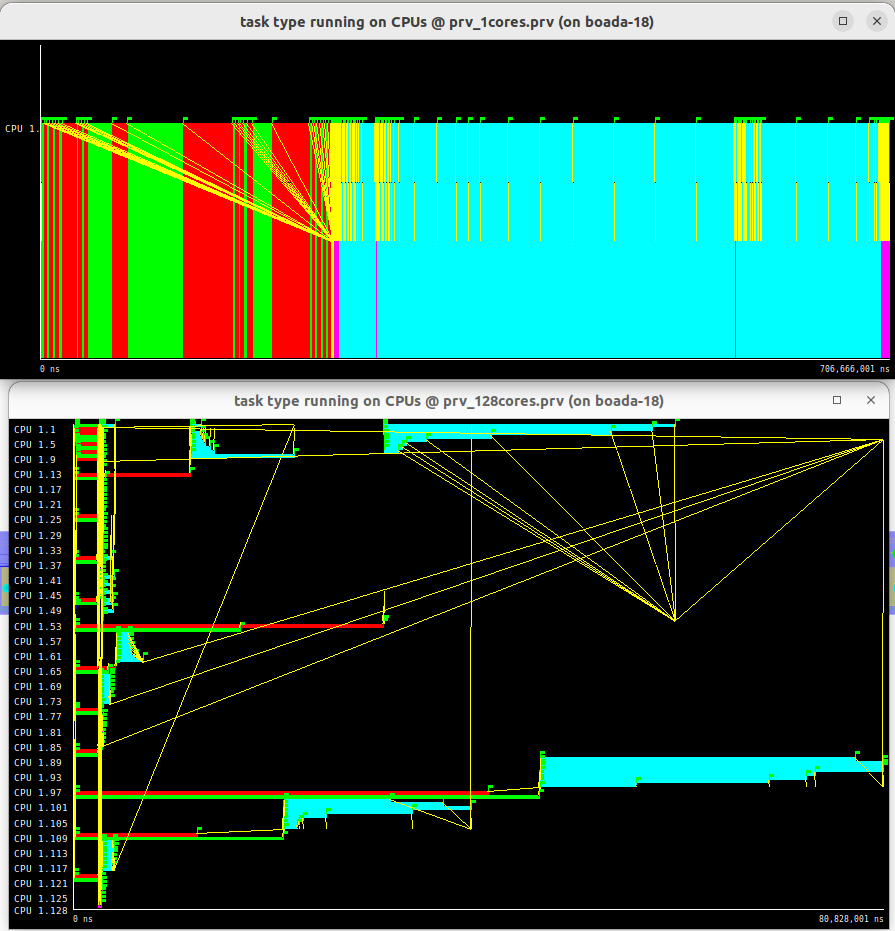 task type running on CPUs @ prv_1cores.prv (on boada-18)
CPU 1.
0 ns
706,666,001 ns
task type running on CPUs @ prv_128cores.prv (on boada-18)
CPU 1.1
CPU 1.5
CPU 1.9
CPU 1.13
CPU 1.17
CPU 1.21
CPU 1.25
CPU 1.29
CPU 1.33
CPU 1.37
CPU 1.41
CPU 1.45
CPU 1.49
CPU 1.53
CPU 1.57
CPU 1.61
CPU 1.65
CPU 1.69
CPU 1.73
CPU 1.77
CPU 1.81
CPU 1.85
CPU 1.89
CPU 1.93
CPU 1.97
CPU 1.101
CPU 1.105
CPU 1.109
CPU 1.113
CPU 1.117
CPU 1.121
CPU 1.125
CPU 1.128
0 ns
80,828,001 ns